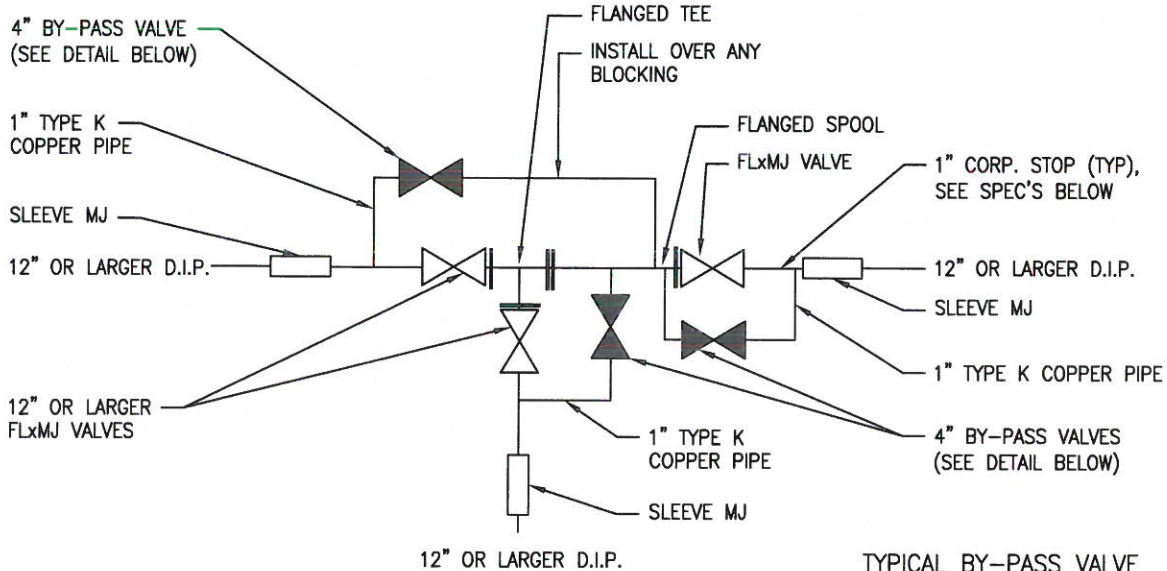 4" BY-PASS VALVE
(SEE DETAIL BELOW)
FLANGED TEE
INSTALL OVER ANY
BLOCKING
1" TYPE K
COPPER PIPE
FLANGED SPOOL
FLxMJ VALVE
1" CORP. STOP (TYP),
SEE SPEC'S BELOW
SLEEVE MJ
12" OR LARGER D.I.P.
12" OR LARGER D.I.P.
SLEEVE MJ
1" TYPE K COPPER PIPE
12" OR LARGER
FLxMJ VALVES
1" TYPE K
COPPER PIPE
4" BY-PASS VALVES
(SEE DETAIL BELOW)
SLEEVE MJ
12" OR LARGER D.I.P.
TYPICAL BY-PASS VALVE